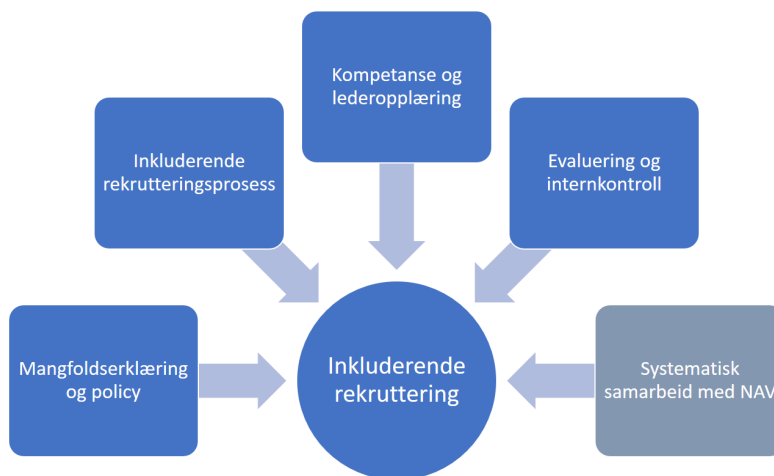 Kompetanse og
lederopplæring
Inkluderende
rekrutteringsprosess
Evaluering og
internkontroll
Mangfoldserklæring
og policy
Inkluderende
rekruttering
Systematisk
samarbeid med NAV